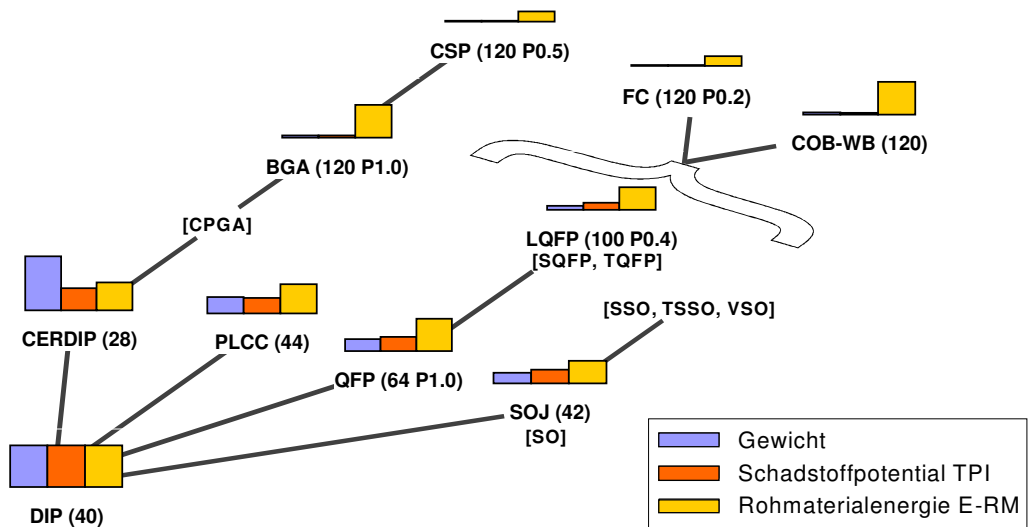 CSP (120 P0.5)
FC (120 P0.2)
COB-WB (120)
BGA (120 P1.0)
[CPGA]
LQFP (100 P0.4)
[SQFP, TQFP]
[SSO, TSSO, VSO]
CERDIP (28)
PLCC (44)
QFP (64 P1.0)
SOJ (42)
[SO]
DIP (40)
Gewicht
Schadstoffpotential TPI
Rohmaterialenergie E-RM